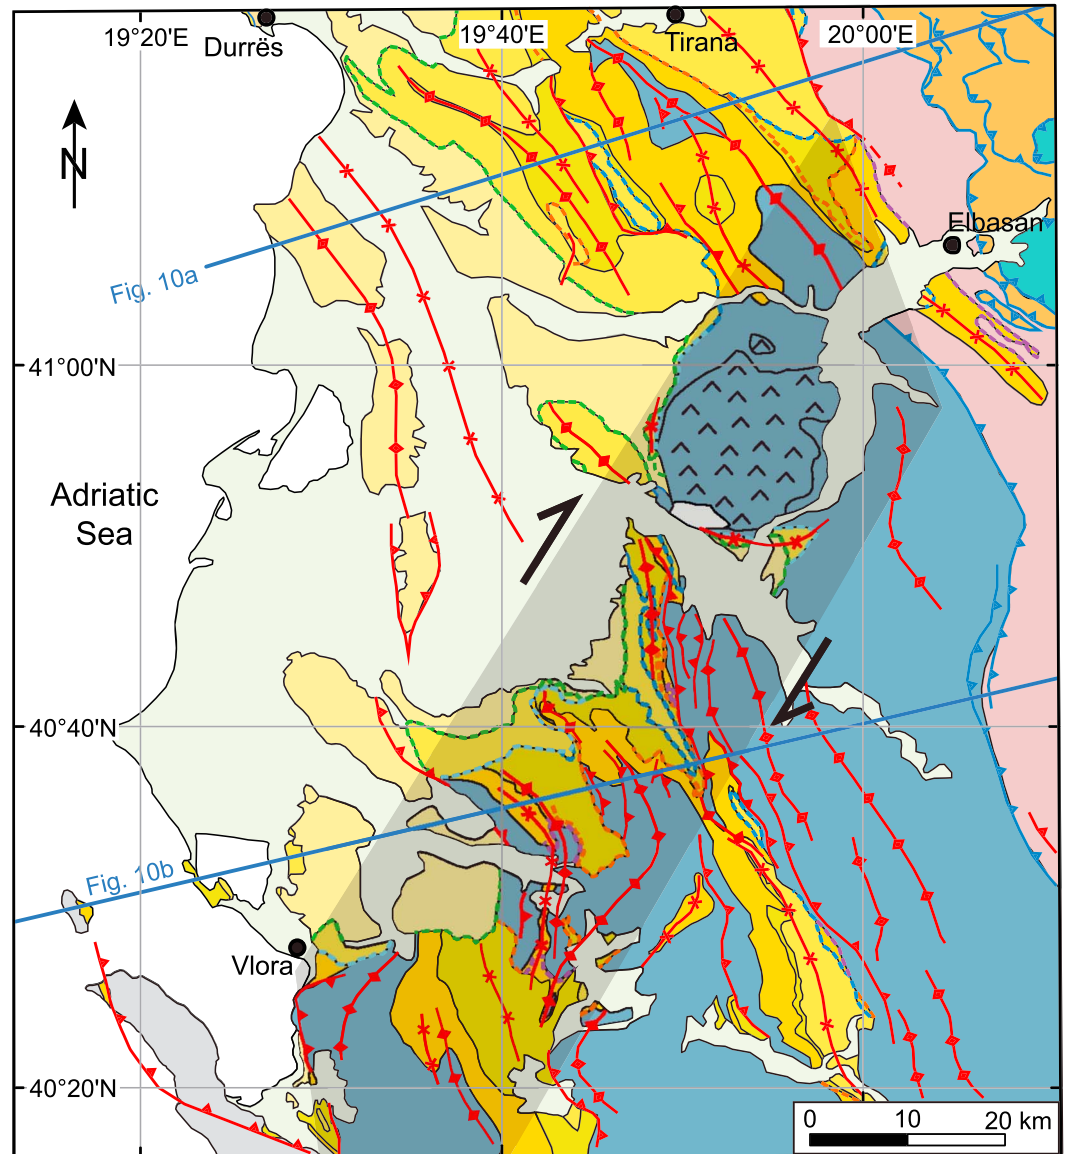 19°20'E
Durrës
19°40'E
Tirana
20°00'E
N
Elbasan
Fig. 10a
41°00'N
Adriatic
Sea
40°40'N
Fig. 10b
Vlora
40°20'N
0 10 20 km